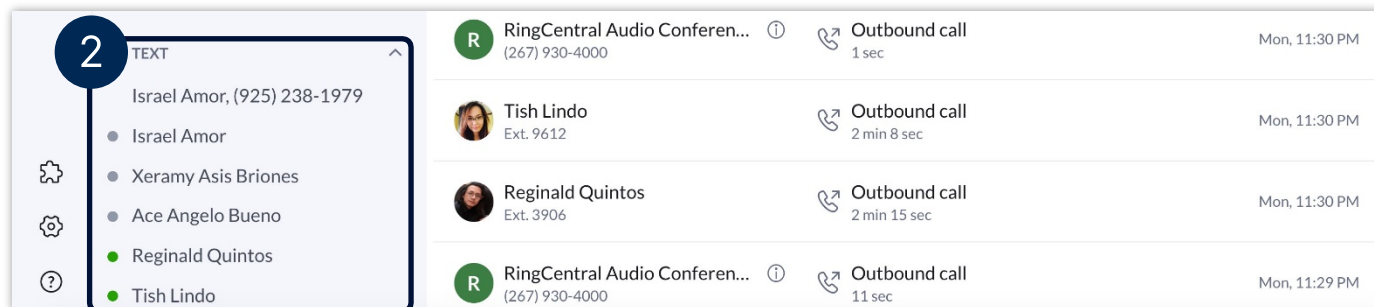 2
TEXT
Israel Amor, (925) 238-1979
Israel Amor
Xeramy Asis Briones
Ace Angelo Bueno
Reginald Quintos
Tish Lindo
?
R
RingCentral Audio Conferen...
(267) 930-4000
Outbound call
1 sec
Mon, 11:30 PM
Tish Lindo
Ext. 9612
Outbound call
2 min 8 sec
Mon, 11:30 PM
Reginald Quintos
Ext. 3906
Outbound call
2 min 15 sec
Mon, 11:30 PM
R
RingCentral Audio Conferen...
(267) 930-4000
Outbound call
11 sec
Mon, 11:29 PM